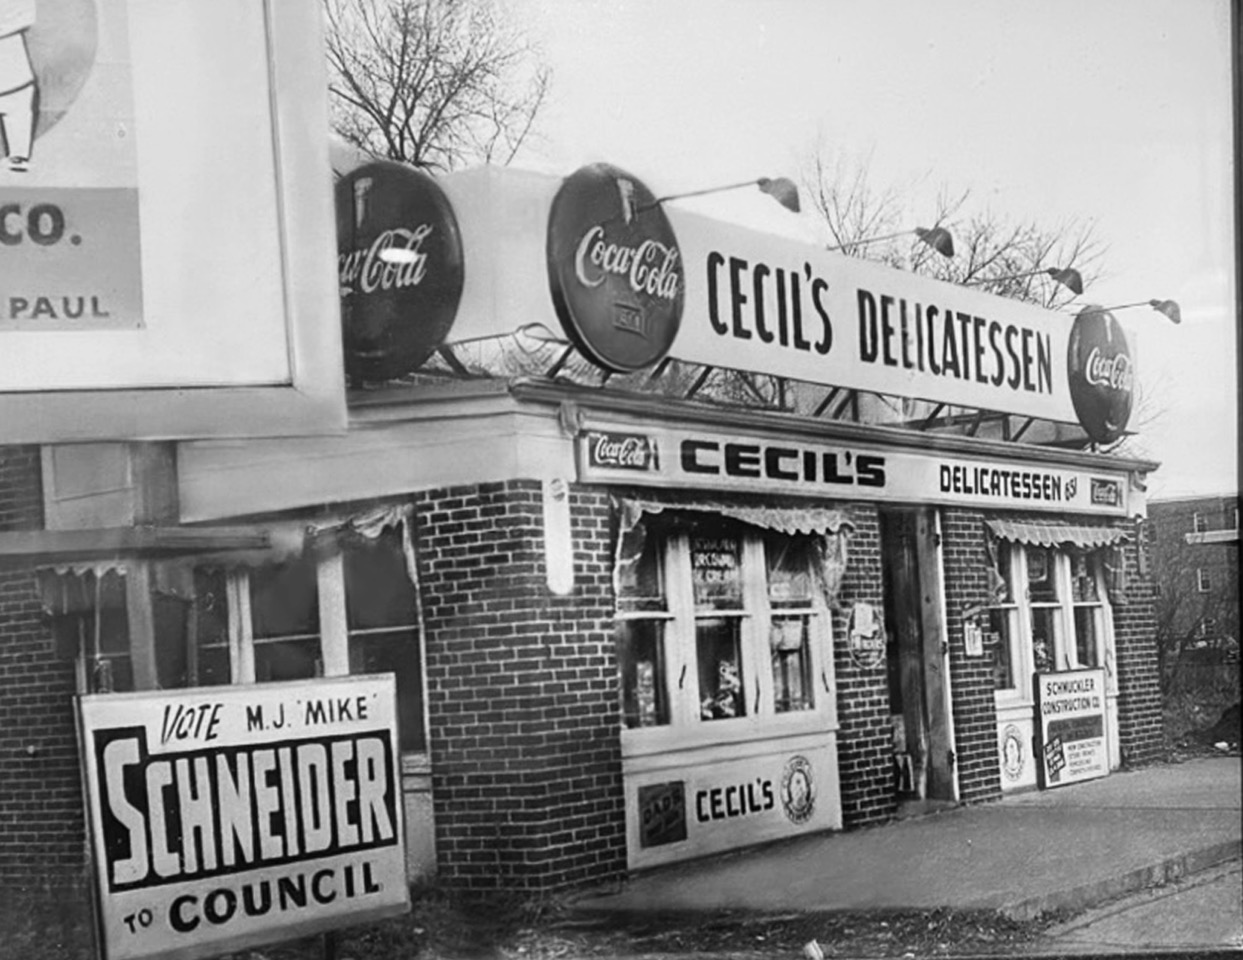 CO.
PAUL
Coca-Cola
Coca-Cola
CECIL'S DELICATESSEN
Coca-Cola
Coca-Cola
CECIL'S
DELICATESSEN 651
Coca-Cola
VOTE M.J. 'MIKE'
SCHNEIDER
TO COUNCIL
CECIL'S
SCHMUCKLER
CONSTRUCTION CO.